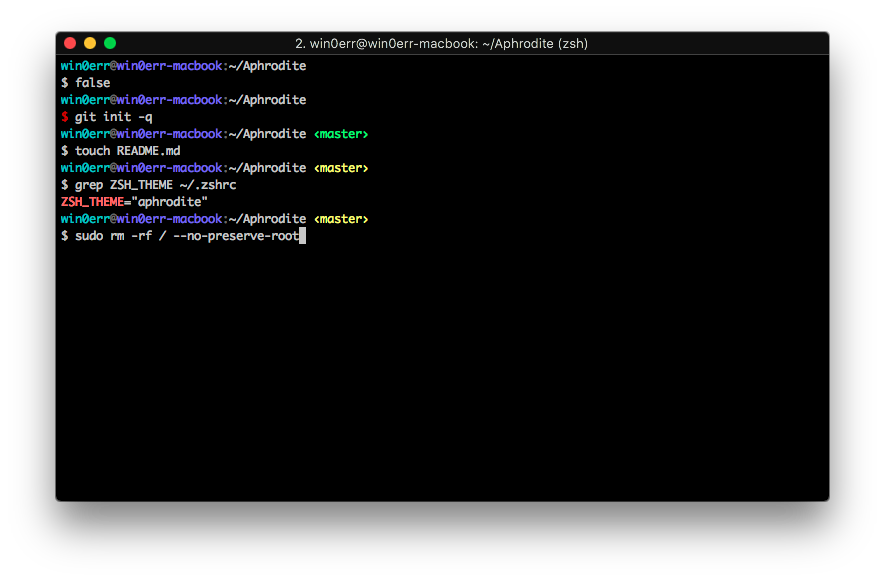 2. win0err@win0err-macbook: ~/Aphrodite (zsh)
win0err@win0err-macbook:~/Aphrodite
$ false
win0err@win0err-macbook:~/Aphrodite
$ git init -q
win0err@win0err-macbook:~/Aphrodite <master>
$ touch README.md
win0err@win0err-macbook:~/Aphrodite <master>
$ grep ZSH_THEME ~/.zshrc
ZSH_THEME="aphrodite"
win0err@win0err-macbook:~/Aphrodite <master>
$ sudo rm -rf / --no-preserve-root